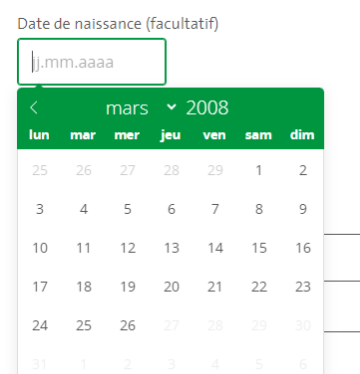 Date de naissance (facultatif)
jj.mm.aaaa
mars 2008
lun mar mer jeu ven sam dim
25 26 27 28 29 1 2
3 4 5 6 7 8 9
10 11 12 13 14 15 16
17 18 19 20 21 22 23
24 25 26 27 28 29 30
31 1 2 3 4 5 6